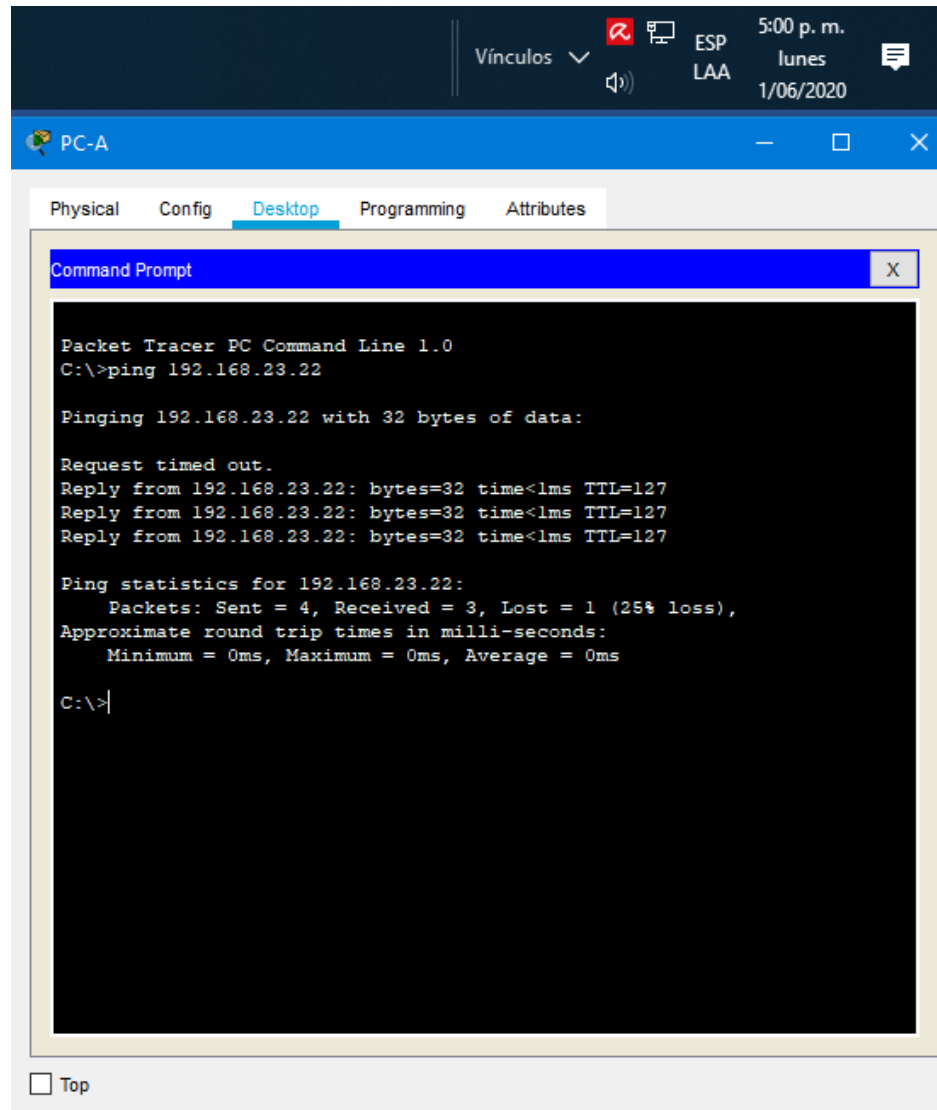 Vínculos
ESP
LAA
5:00 p. m.
lunes
1/06/2020
PC-A
Physical Config Desktop Programming Attributes
Command Prompt X
Packet Tracer PC Command Line 1.0
C:\>ping 192.168.23.22
Pinging 192.168.23.22 with 32 bytes of data:
Request timed out.
Reply from 192.168.23.22: bytes=32 time<1ms TTL=127
Reply from 192.168.23.22: bytes=32 time<1ms TTL=127
Reply from 192.168.23.22: bytes=32 time<1ms TTL=127
Ping statistics for 192.168.23.22:
Packets: Sent = 4, Received = 3, Lost = 1 (25% loss),
Approximate round trip times in milli-seconds:
Minimum = 0ms, Maximum = 0ms, Average = 0ms
C:\>
Top